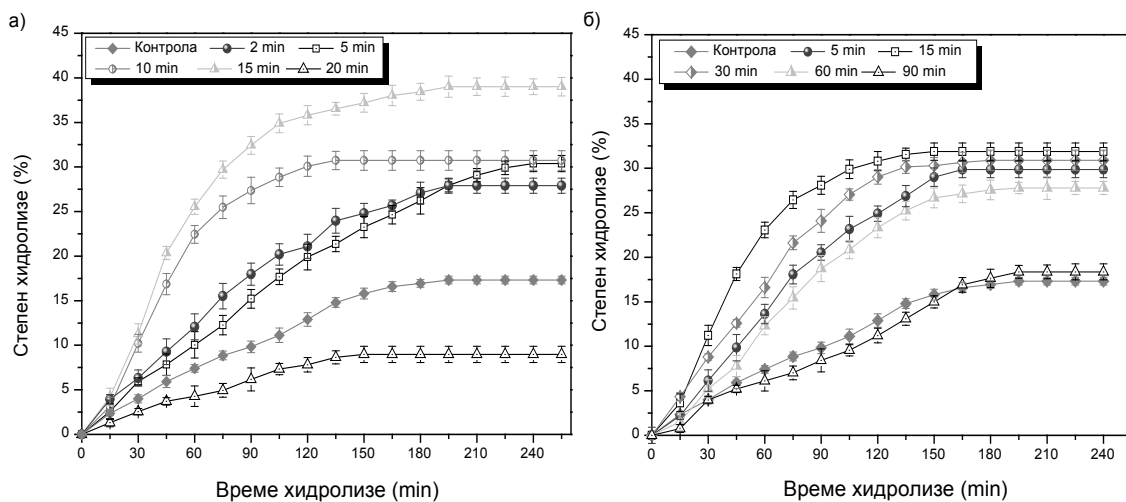 а)
Контрола 2 min 5 min
10 min 15 min 20 min
Степен хидролизе (%)
45
40
35
30
25
20
15
10
5
0
0 30 60 90 120 150 180 210 240
Време хидролизе (min)
б)
Контрола 5 min 15 min
30 min 60 min 90 min
Степен хидролизе (%)
45
40
35
30
25
20
15
10
5
0
0 30 60 90 120 150 180 210 240
Време хидролизе (min)